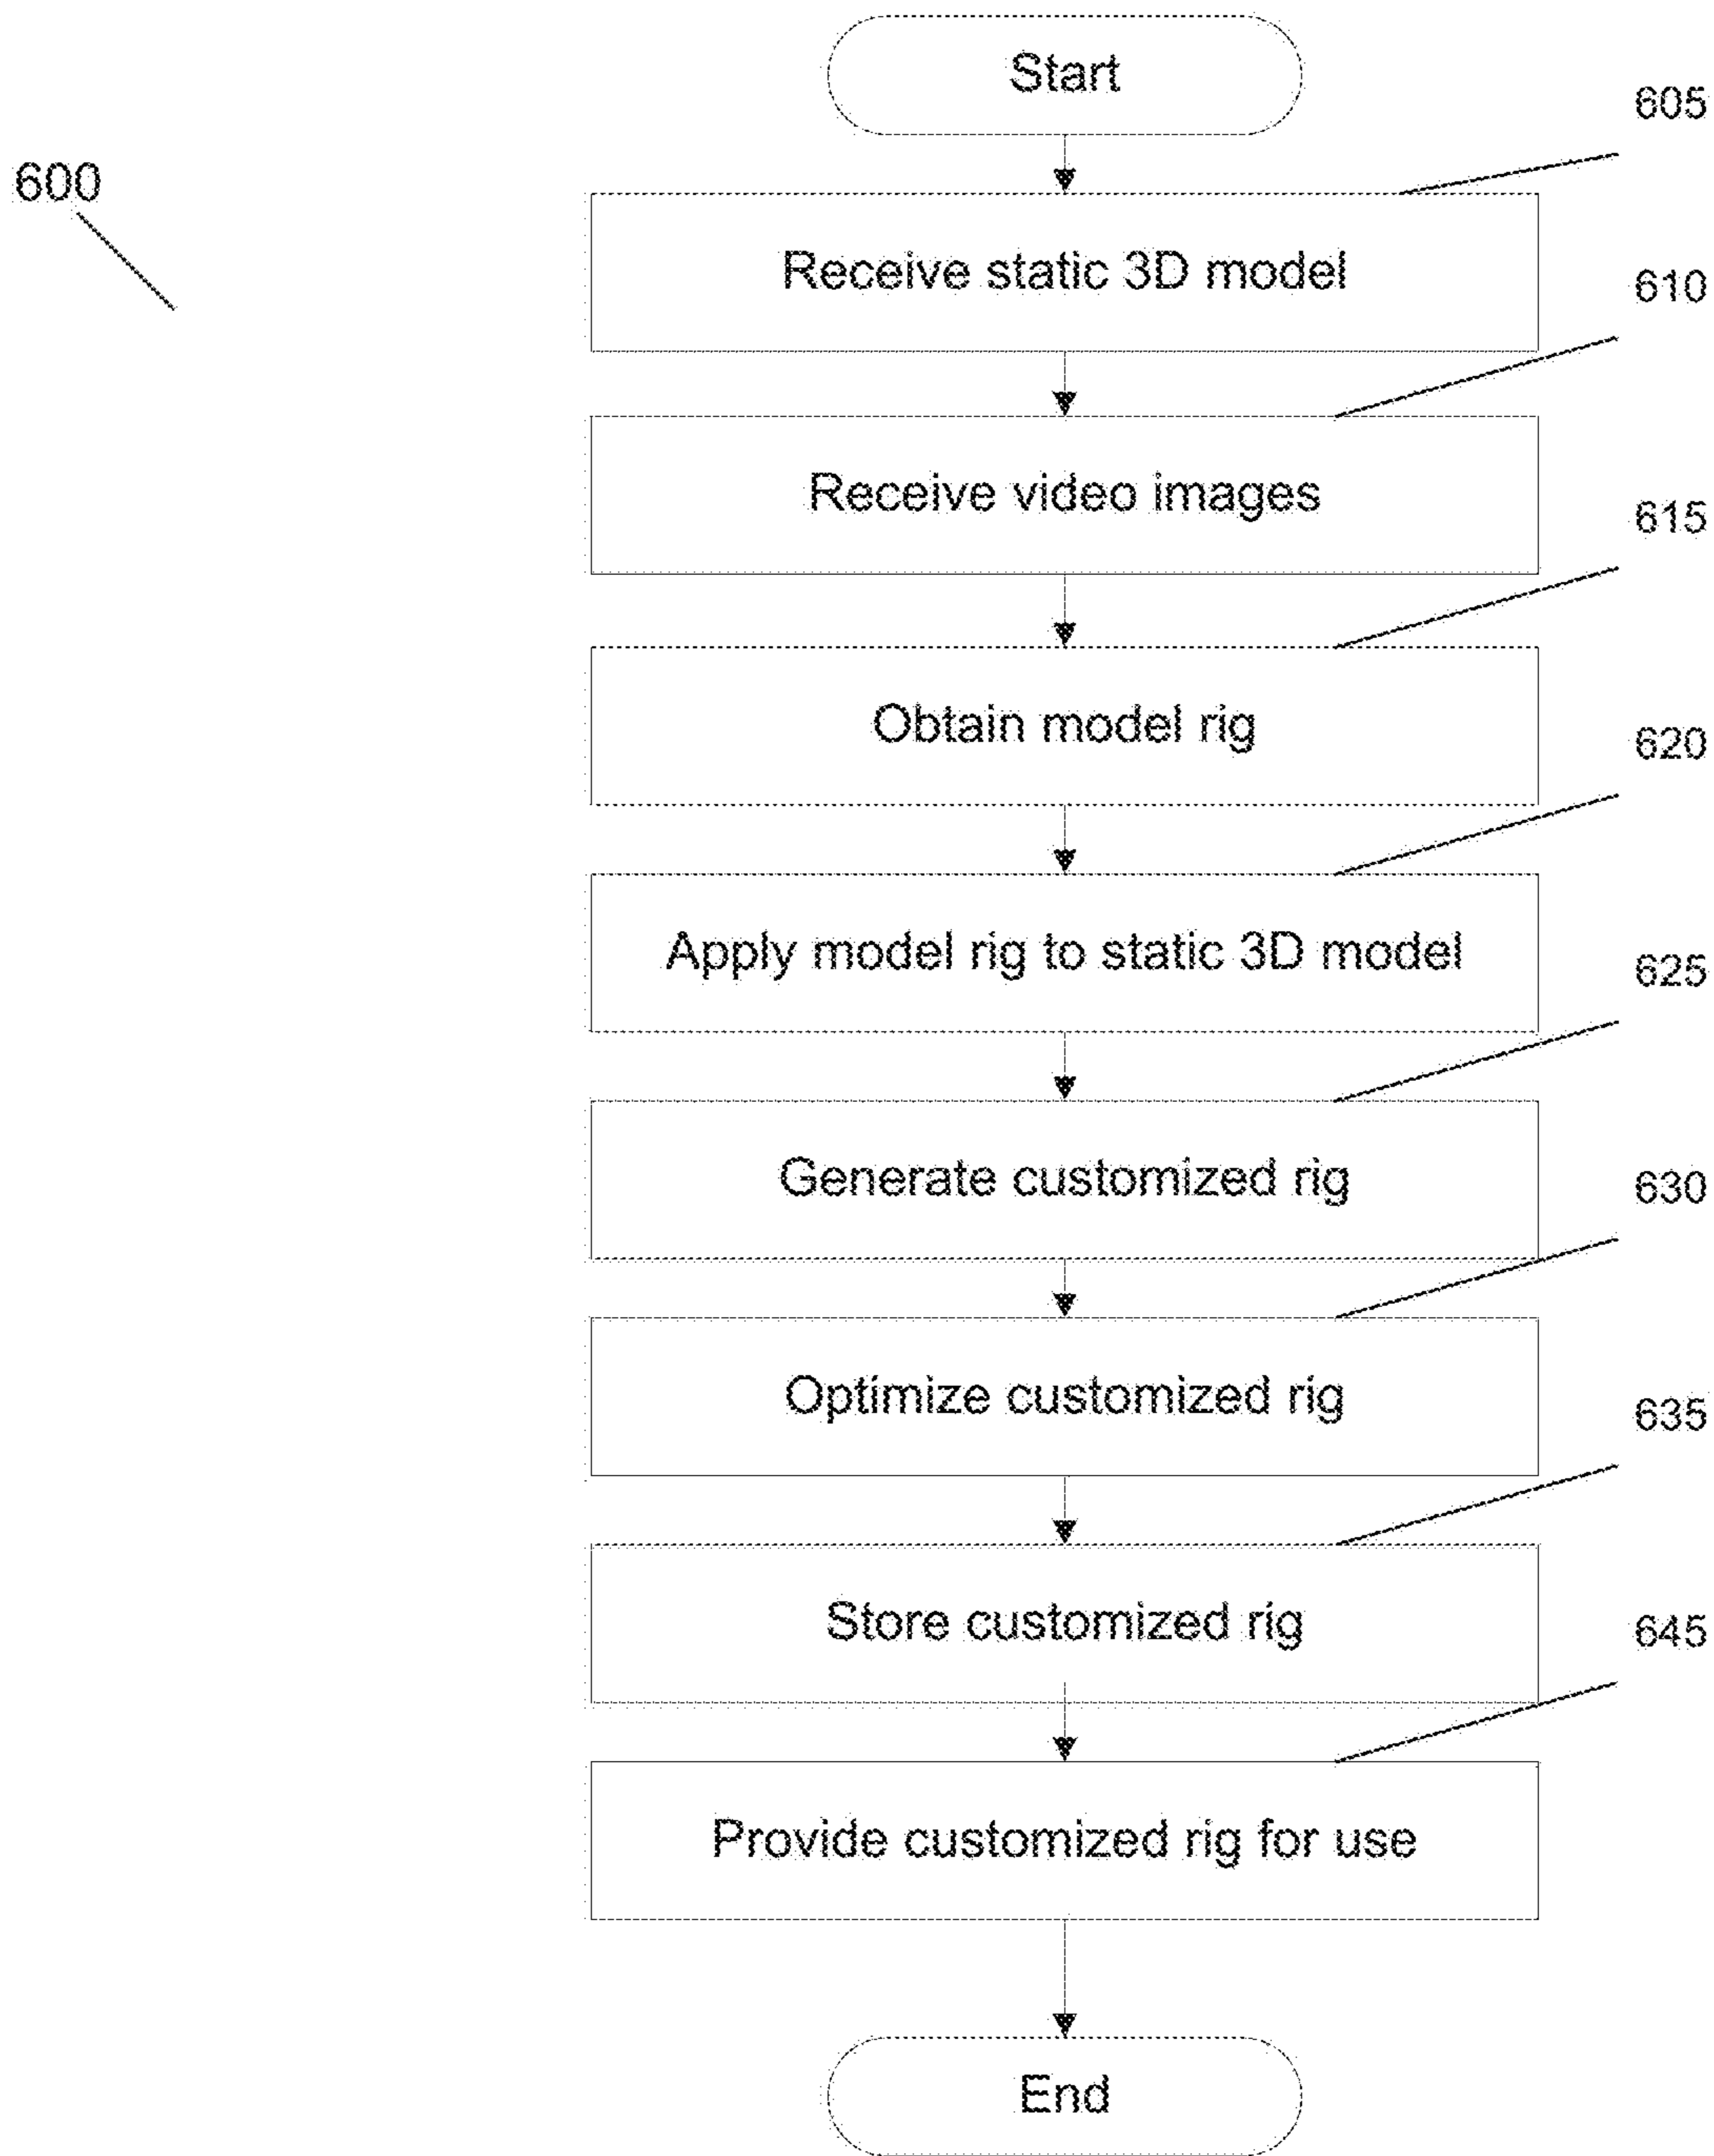 Start
605
600
Receive static 3D model
610
Receive video images
615
Obtain model rig
620
Apply model rig to static 3D model
625
Generate customized rig
630
Optimize customized rig
635
Store customized rig
645
Provide customized rig for use
End